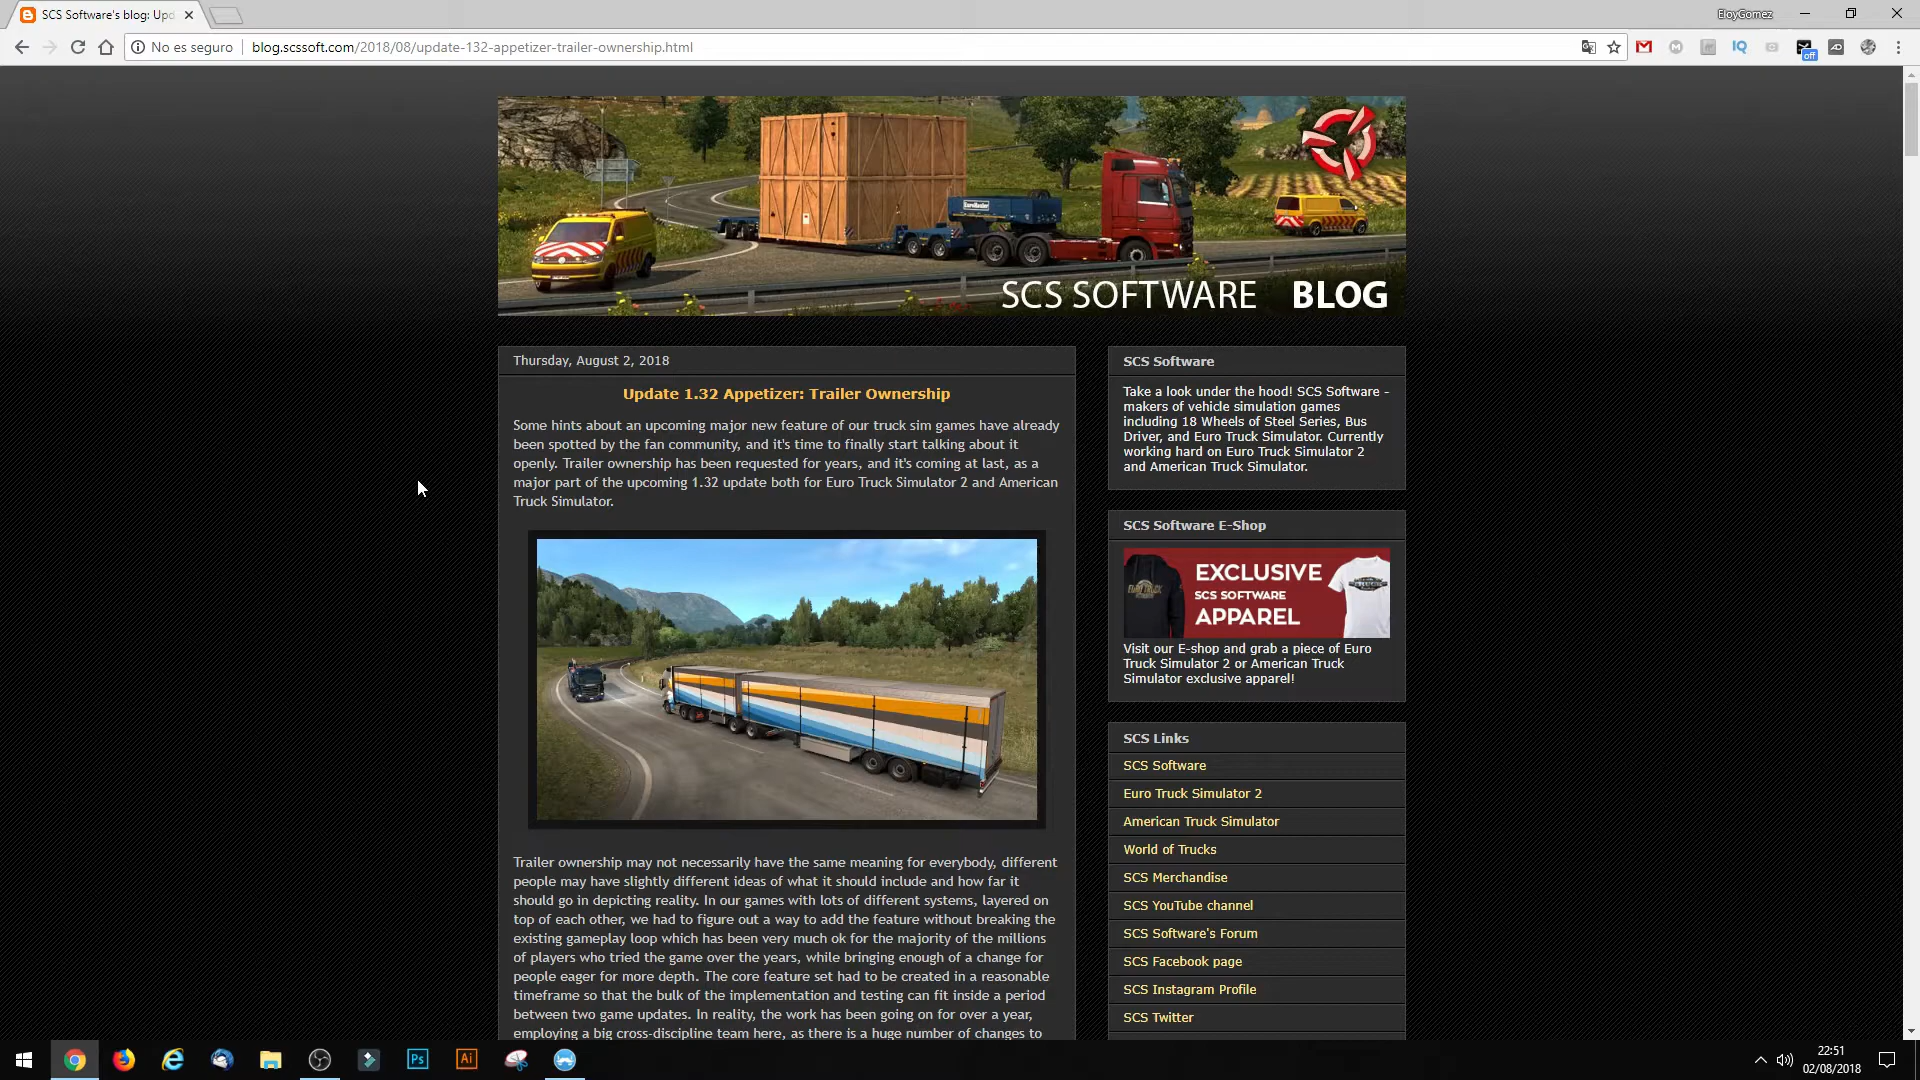 SCS Software's blog: Upd
EloyGomez
No es seguro
blog.scssoft.com/2018/08/update-132-appetizer-trailer-ownership.html
off
SCS SOFTWARE BLOG
Thursday, August 2, 2018
Update 1.32 Appetizer: Trailer Ownership
Some hints about an upcoming major new feature of our truck sim games have already
been spotted by the fan community, and it's time to finally start talking about it
openly. Trailer ownership has been requested for years, and it's coming at last, as a
major part of the upcoming 1.32 update both for Euro Truck Simulator 2 and American
Truck Simulator.
Trailer ownership may not necessarily have the same meaning for everybody, different
people may have slightly different ideas of what it should include and how far it
should go in depicting reality. In our games with lots of different systems, layered on
top of each other, we had to figure out a way to add the feature without breaking the
existing gameplay loop which has been very much ok for the majority of the millions
of players who tried the game over the years, while bringing enough of a change for
people eager for more depth. The core feature set had to be created in a reasonable
timeframe so that the bulk of the implementation and testing can fit inside a period
between two game updates. In reality, the work has been going on for over a year,
employing a big cross-discipline team here, as there is a huge number of changes to
SCS Software
Take a look under the hood! SCS Software -
makers of vehicle simulation games
including 18 Wheels of Steel Series, Bus
Driver, and Euro Truck Simulator. Currently
working hard on Euro Truck Simulator 2
and American Truck Simulator.
SCS Software E-Shop
EXCLUSIVE
SCS SOFTWARE
APPAREL
Visit our E-shop and grab a piece of Euro
Truck Simulator 2 or American Truck
Simulator exclusive apparel!
SCS Links
SCS Software
Euro Truck Simulator 2
American Truck Simulator
World of Trucks
SCS Merchandise
SCS YouTube channel
SCS Software's Forum
SCS Facebook page
SCS Instagram Profile
SCS Twitter
Ps
Ai
22:51
02/08/2018